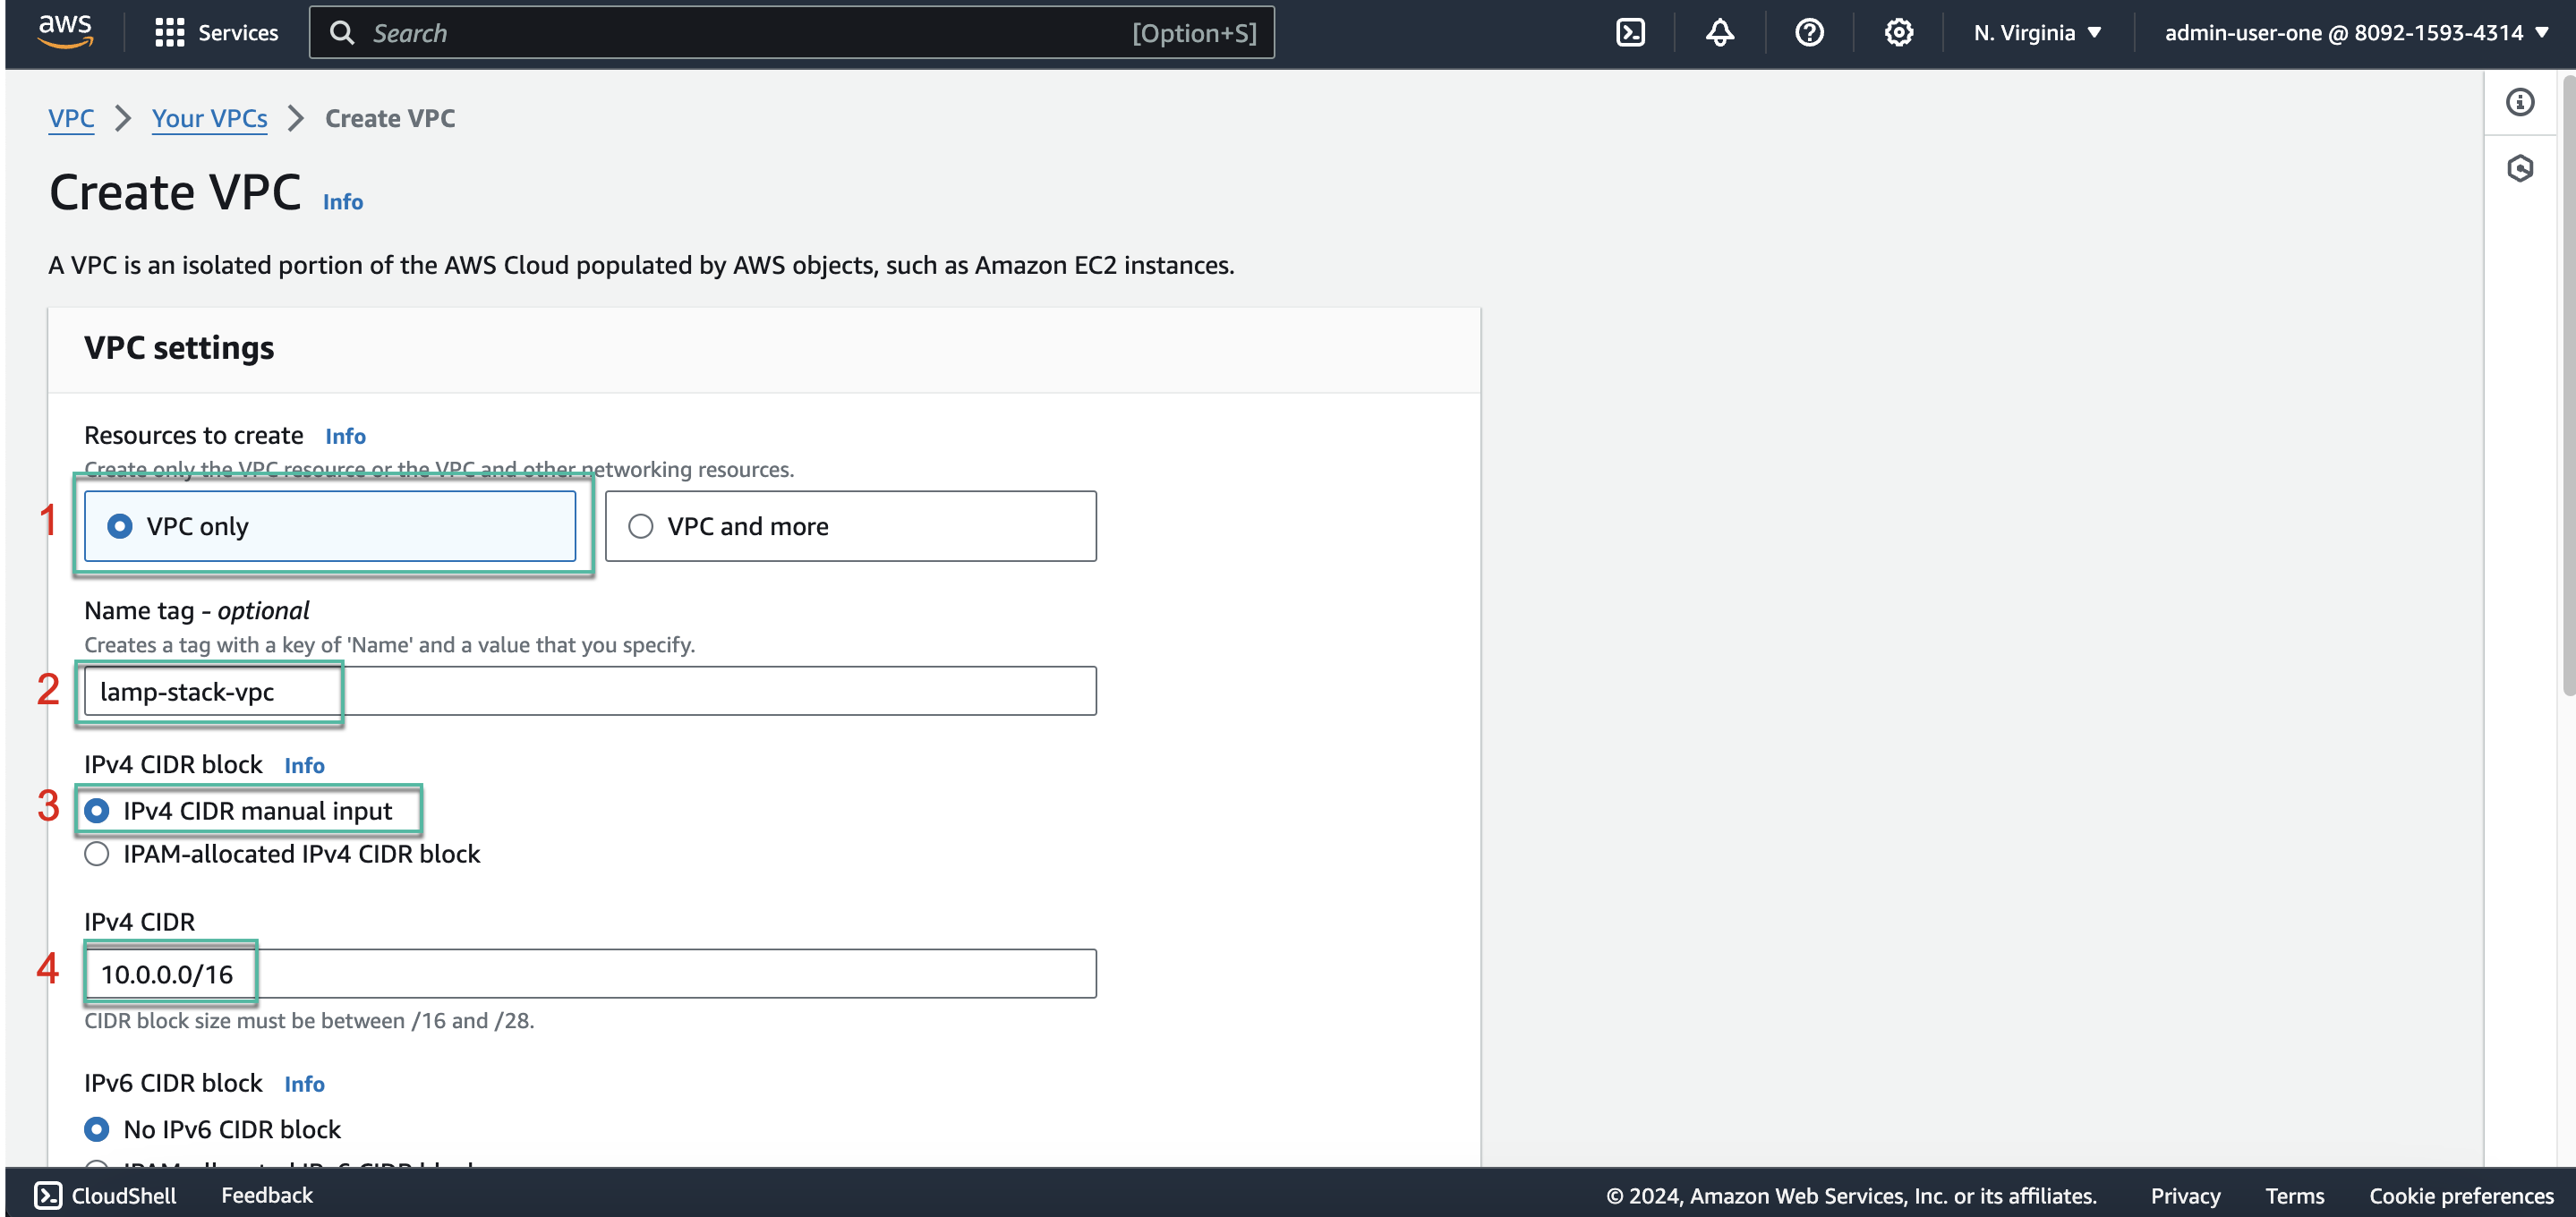 aws Services Search [Option+S] N. Virginia ▼ admin-user-one @ 8092-1593-4314 ▼
VPC > Your VPCs > Create VPC
Create VPC Info
A VPC is an isolated portion of the AWS Cloud populated by AWS objects, such as Amazon EC2 instances.
VPC settings
Resources to create Info
Create only the VPC resource or the VPC and other networking resources.
1 VPC only VPC and more
Name tag - optional
Creates a tag with a key of 'Name' and a value that you specify.
2 lamp-stack-vpc
IPv4 CIDR block Info
3 IPv4 CIDR manual input
IPAM-allocated IPv4 CIDR block
IPv4 CIDR
4 10.0.0.0/16
CIDR block size must be between /16 and /28.
IPv6 CIDR block Info
No IPv6 CIDR block
IPAM-allocated IPv6 CIDR block
CloudShell Feedback © 2024, Amazon Web Services, Inc. or its affiliates. Privacy Terms Cookie preferences